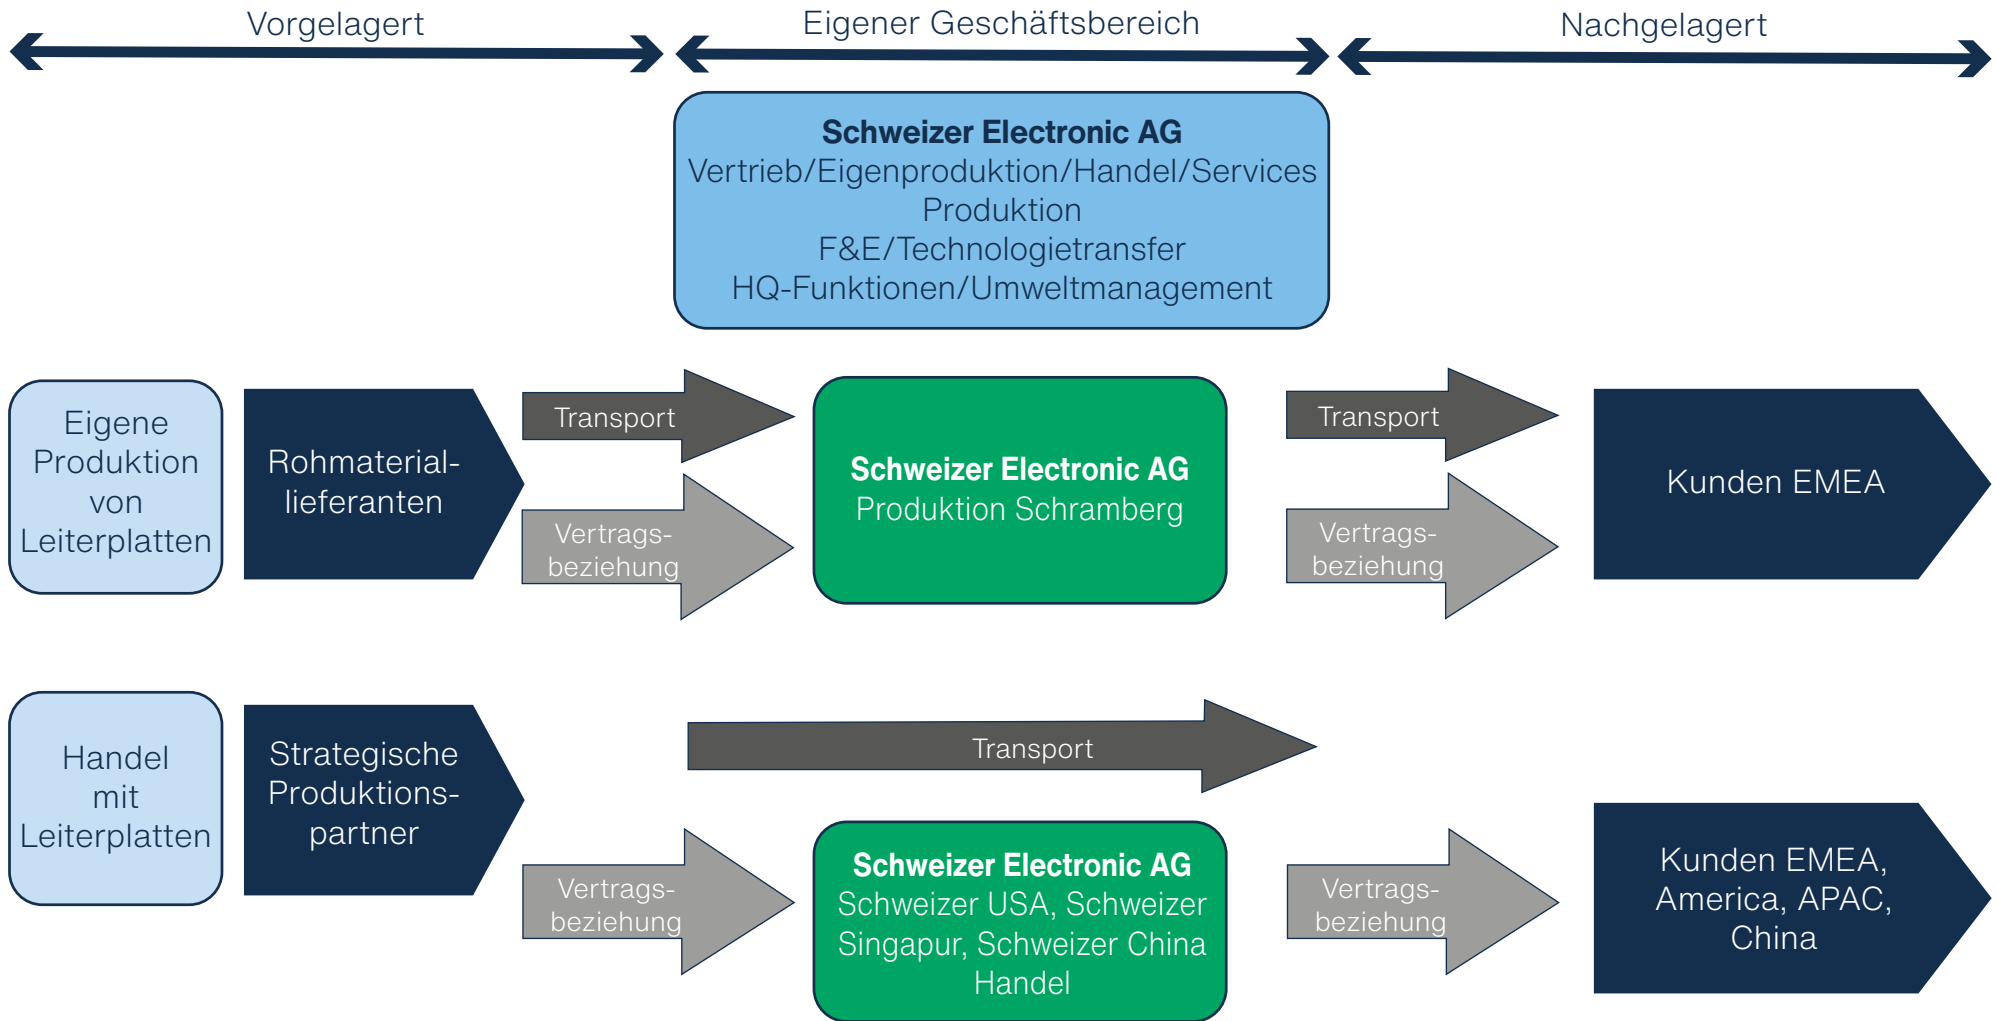 Vorgelagert
Eigener Geschäftsbereich
Nachgelagert
Schweizer Electronic AG
Vertrieb/Eigenproduktion/Handel/Services
Produktion
F&E/Technologietransfer
HQ-Funktionen/Umweltmanagement
Eigene
Produktion
von
Leiterplatten
Rohmaterial-
lieferanten
Transport
Vertrags-
beziehung
Schweizer Electronic AG
Produktion Schramberg
Transport
Vertrags-
beziehung
Kunden EMEA
Handel
mit
Leiterplatten
Strategische
Produktions-
partner
Transport
Vertrags-
beziehung
Schweizer Electronic AG
Schweizer USA, Schweizer
Singapur, Schweizer China
Handel
Vertrags-
beziehung
Kunden EMEA,
America, APAC,
China